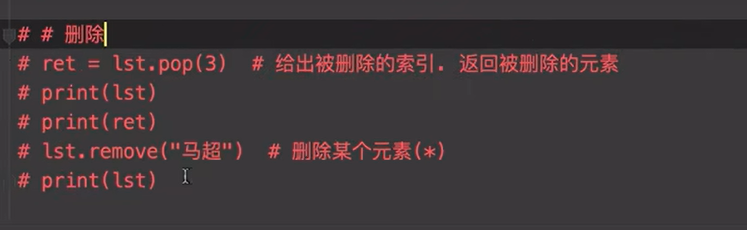 # # 删除
# ret = lst.pop(3)  # 给出被删除的索引. 返回被删除的元素
# print(lst)
# print(ret)
# lst.remove("马超")  # 删除某个元素(*)
# print(lst)